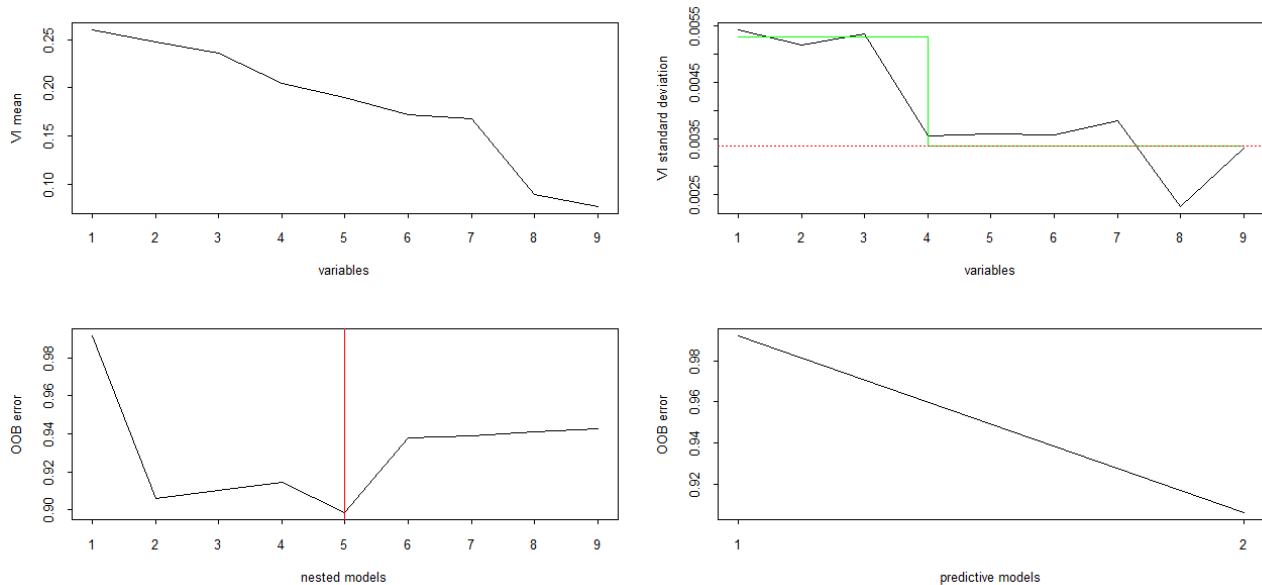 VI mean
0.25
0.20
0.15
0.10
1 2 3 4 5 6 7 8 9
variables
VI standard deviation
0.0055
0.0045
0.0035
0.0025
1 2 3 4 5 6 7 8 9
variables
OOB error
0.98
0.96
0.94
0.92
0.90
1 2 3 4 5 6 7 8 9
nested models
OOB error
0.98
0.96
0.94
0.92
1 2
predictive models